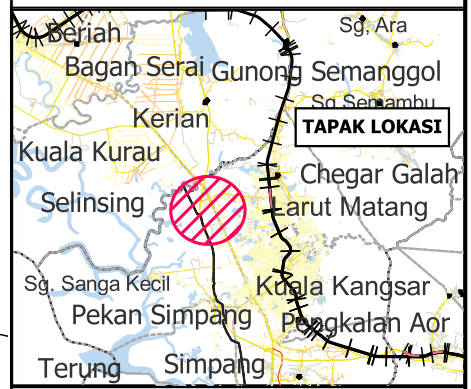 Beriah
Sg. Ara
Bagan Serai
Gunong Semanggol
Sg Semambu
Kerian
TAPAK LOKASI
Kuala Kurau
Chegar Galah
Selinsing
Larut Matang
Sg. Sanga Kecil
Kuala Kangsar
Pekan Simpang
Pengkalan Aor
Terung
Simpang